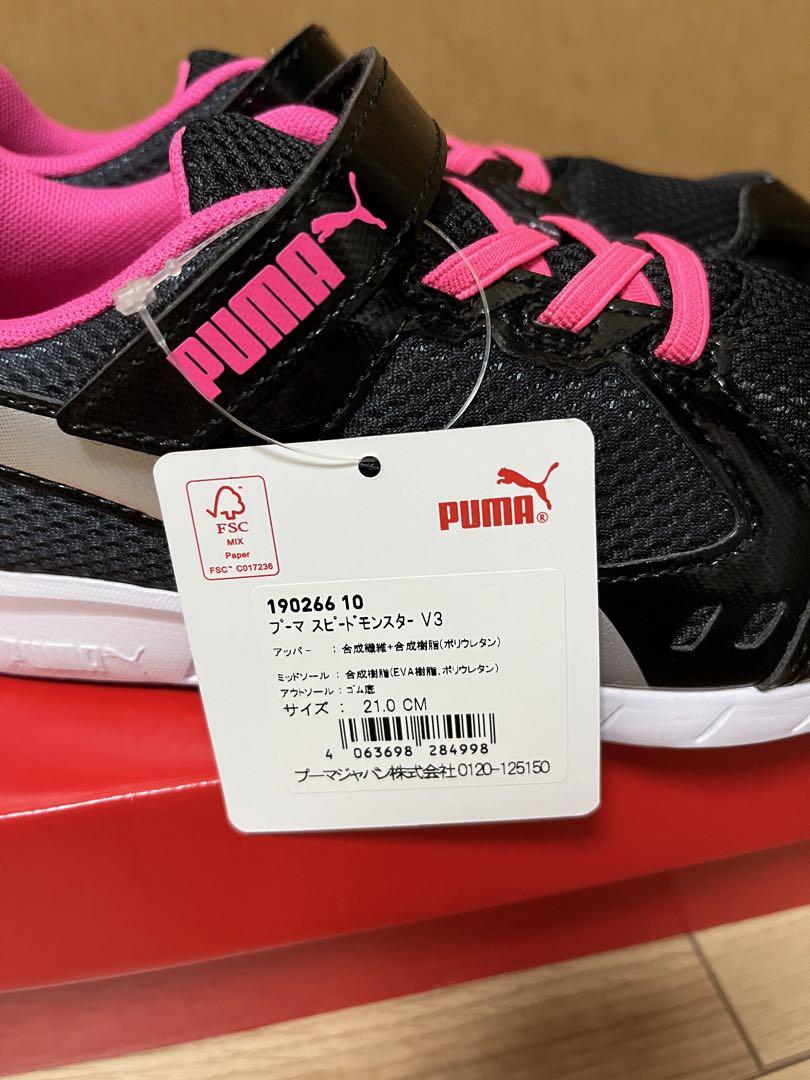 PUMA
FSC
MIX
Paper
FSC™ C017236
PUMA®
190266 10
プーマ スピードモンスター V3
アッパー : 合成繊維+合成樹脂(ポリウレタン)
ミッドソール : 合成樹脂(EVA樹脂,ポリウレタン)
アウトソール : ゴム底
サイズ : 21.0 CM
4 063698 284998
プーマジャパン株式会社0120-125150